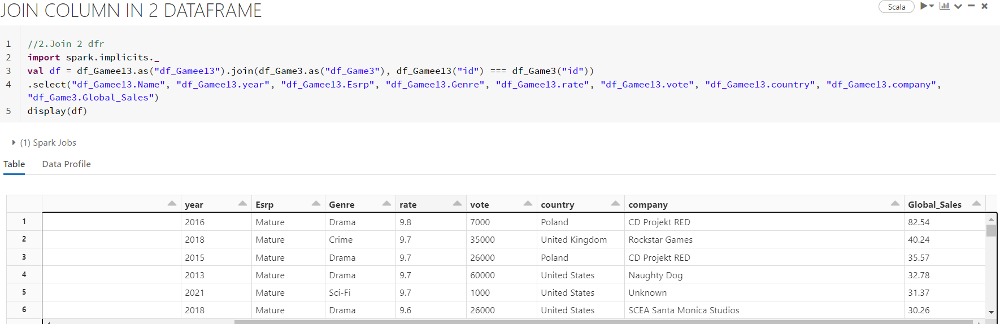 JOIN COLUMN IN 2 DATAFRAME
Scala
1 //2.Join 2 dfr
2 import spark.implicits._
3 val df = df_Gamee13.as("df_Gamee13").join(df_Game3.as("df_Game3"), df_Gamee13("id") === df_Game3("id"))
4 .select("df_Gamee13.Name", "df_Gamee13.year", "df_Gamee13.Esrp", "df_Gamee13.Genre", "df_Gamee13.rate", "df_Gamee13.vote", "df_Gamee13.country", "df_Gamee13.company",
"df_Game3.Global_Sales")
5 display(df)
(1) Spark Jobs
Table Data Profile
year Esrp Genre rate vote country company Global_Sales
1 2016 Mature Drama 9.8 7000 Poland CD Projekt RED 82.54
2 2018 Mature Crime 9.7 35000 United Kingdom Rockstar Games 40.24
3 2015 Mature Drama 9.7 26000 Poland CD Projekt RED 35.57
4 2013 Mature Drama 9.7 60000 United States Naughty Dog 32.78
5 2021 Mature Sci-Fi 9.7 1000 United States Unknown 31.37
6 2018 Mature Drama 9.6 26000 United States SCEA Santa Monica Studios 30.26